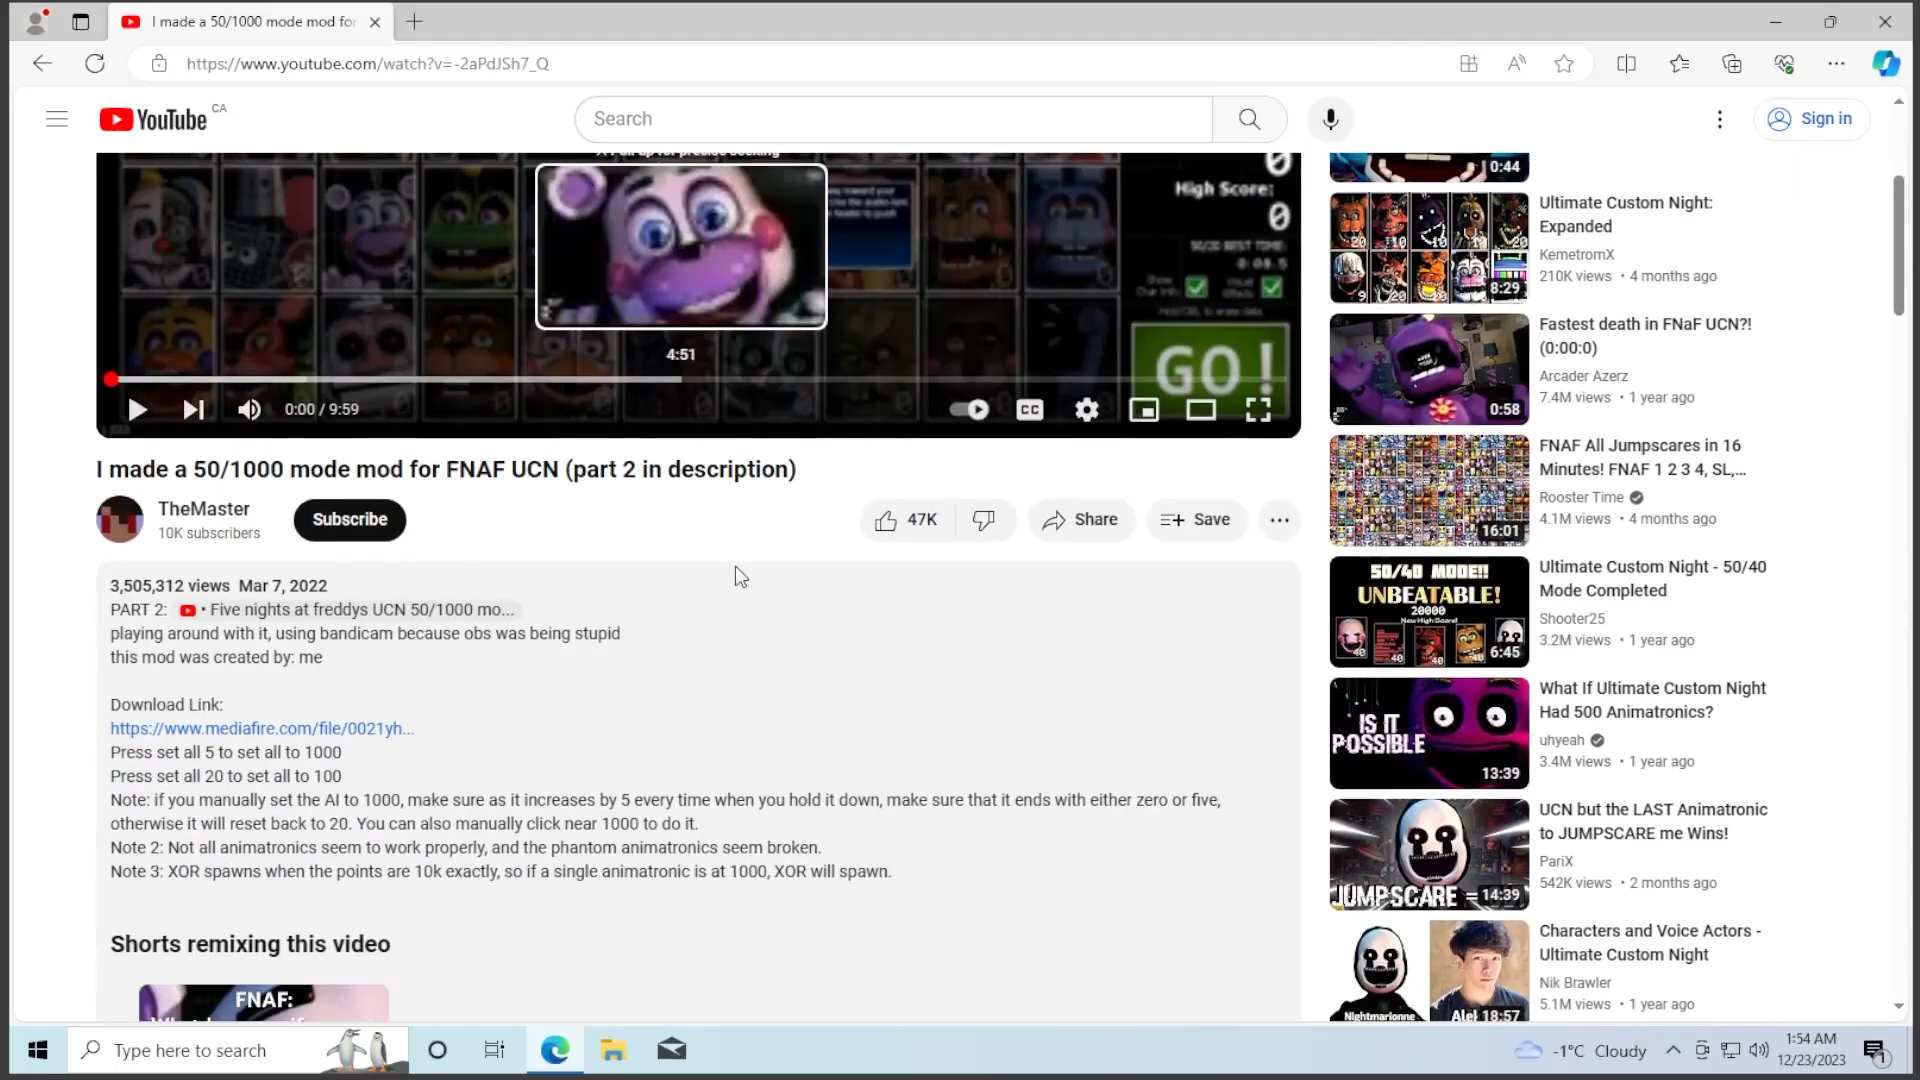 I made a 50/1000 mode mod for
https://www.youtube.com/watch?v=-2aPdJSh7_Q
YouTube CA
Search
Sign in
High Score:
0
4:51
GO!
0:00 / 9:59
CC
I made a 50/1000 mode mod for FNAF UCN (part 2 in description)
TheMaster
10K subscribers
Subscribe
47K
Share
Save
3,505,312 views Mar 7, 2022
PART 2: • Five nights at freddys UCN 50/1000 mo...
playing around with it, using bandicam because obs was being stupid
this mod was created by: me
Download Link:
https://www.mediafire.com/file/0021yh...
Press set all 5 to set all to 1000
Press set all 20 to set all to 100
Note: if you manually set the AI to 1000, make sure as it increases by 5 every time when you hold it down, make sure that it ends with either zero or five,
otherwise it will reset back to 20. You can also manually click near 1000 to do it.
Note 2: Not all animatronics seem to work properly, and the phantom animatronics seem broken.
Note 3: XOR spawns when the points are 10k exactly, so if a single animatronic is at 1000, XOR will spawn.
Shorts remixing this video
FNAF:
0:44
Ultimate Custom Night:
Expanded
KemetromX
210K views • 4 months ago
8:29
Fastest death in FNaF UCN?!
(0:00:0)
Arcader Azerz
7.4M views • 1 year ago
0:58
FNAF All Jumpscares in 16
Minutes! FNAF 1 2 3 4, SL,...
Rooster Time
4.1M views • 4 months ago
16:01
50/40 MODE!!
UNBEATABLE!
20000
New High Score!
40
40
40
40
6:45
Ultimate Custom Night - 50/40
Mode Completed
Shooter25
3.2M views • 1 year ago
IS IT
POSSIBLE
13:39
What If Ultimate Custom Night
Had 500 Animatronics?
uhyeah
3.4M views • 1 year ago
JUMPSCARE =
14:39
UCN but the LAST Animatronic
to JUMPSCARE me Wins!
PariX
542K views • 2 months ago
Nightmarionne
18:57
Characters and Voice Actors -
Ultimate Custom Night
Nik Brawler
5.1M views • 1 year ago
Type here to search
-1°C Cloudy
1:54 AM
12/23/2023
1